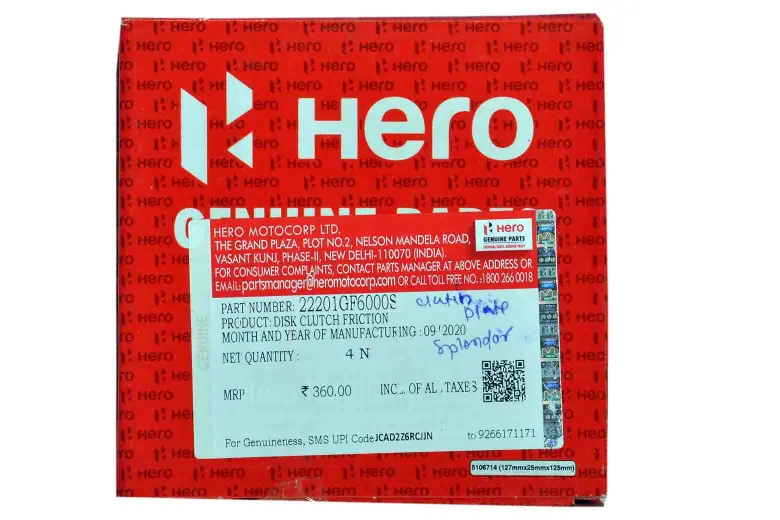 Hero
GENUINE PARTS
HERO MOTOCORP LTD,
THE GRAND PLAZA, PLOT NO.2, NELSON MANDELA ROAD,
VASANT KUNJ, PHASE-II, NEW DELHI-110070 (INDIA).
FOR CONSUMER COMPLAINTS, CONTACT PARTS MANAGER AT ABOVE ADDRESS OR
EMAIL:partsmanager@heromotocorp.com OR CALL TOLL FREE NO.:1800 266 0018
Hero
GENUINE PARTS
PART NUMBER: 22201GF6000S
clutch plate
PRODUCT: DISK CLUTCH FRICTION
MONTH AND YEAR OF MANUFACTURING : 09'2020
splendor
NET QUANTITY : 4 N
MRP ₹ 360.00 INCL. OF ALL TAXES
For Genuineness, SMS UPI Code JCAD2Z6RCJJN to 9266171171
5106714 (127mmx25mmx125mm)
GENUINE